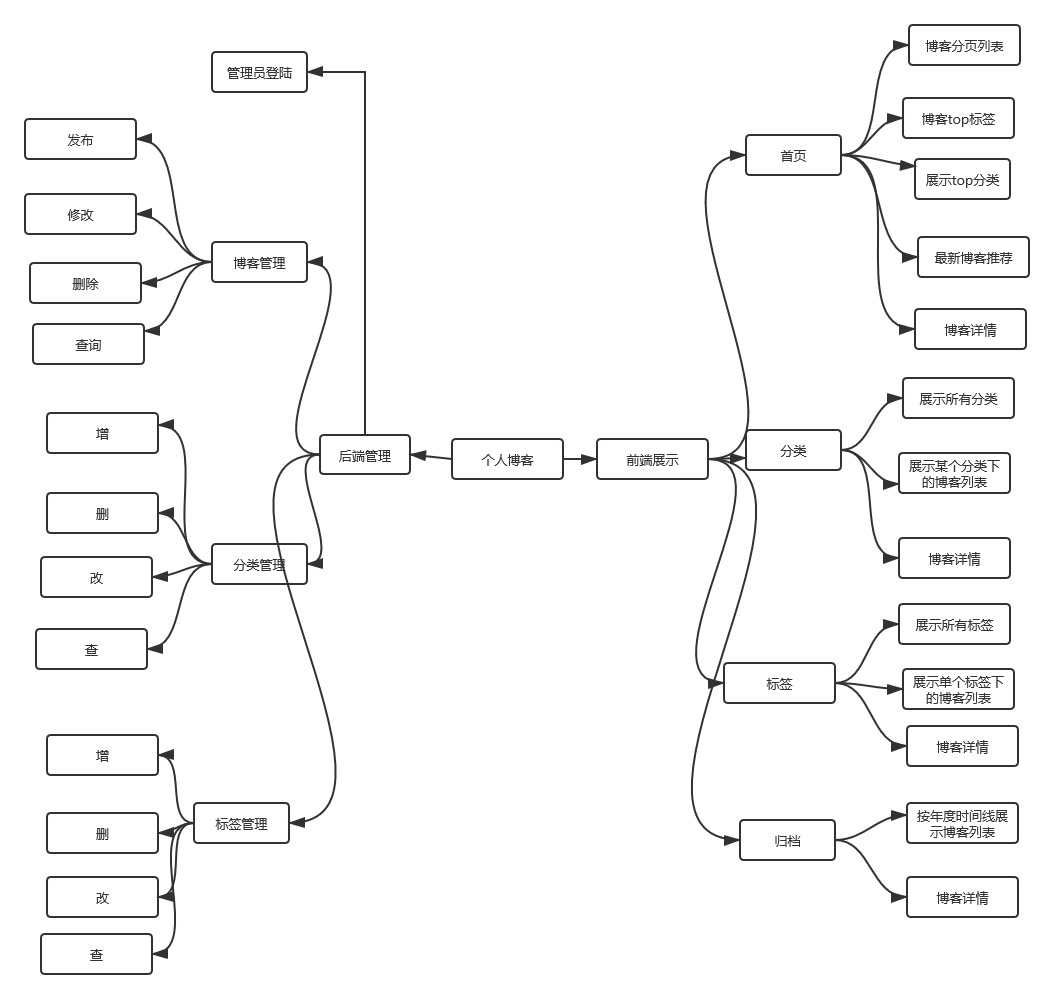 个人博客
后端管理
管理员登陆
博客管理
发布
修改
删除
查询
分类管理
增
删
改
查
标签管理
增
删
改
查
前端展示
首页
博客分页列表
博客top标签
展示top分类
最新博客推荐
博客详情
分类
展示所有分类
展示某个分类下
的博客列表
博客详情
标签
展示所有标签
展示单个标签下
的博客列表
博客详情
归档
按年度时间线展
示博客列表
博客详情